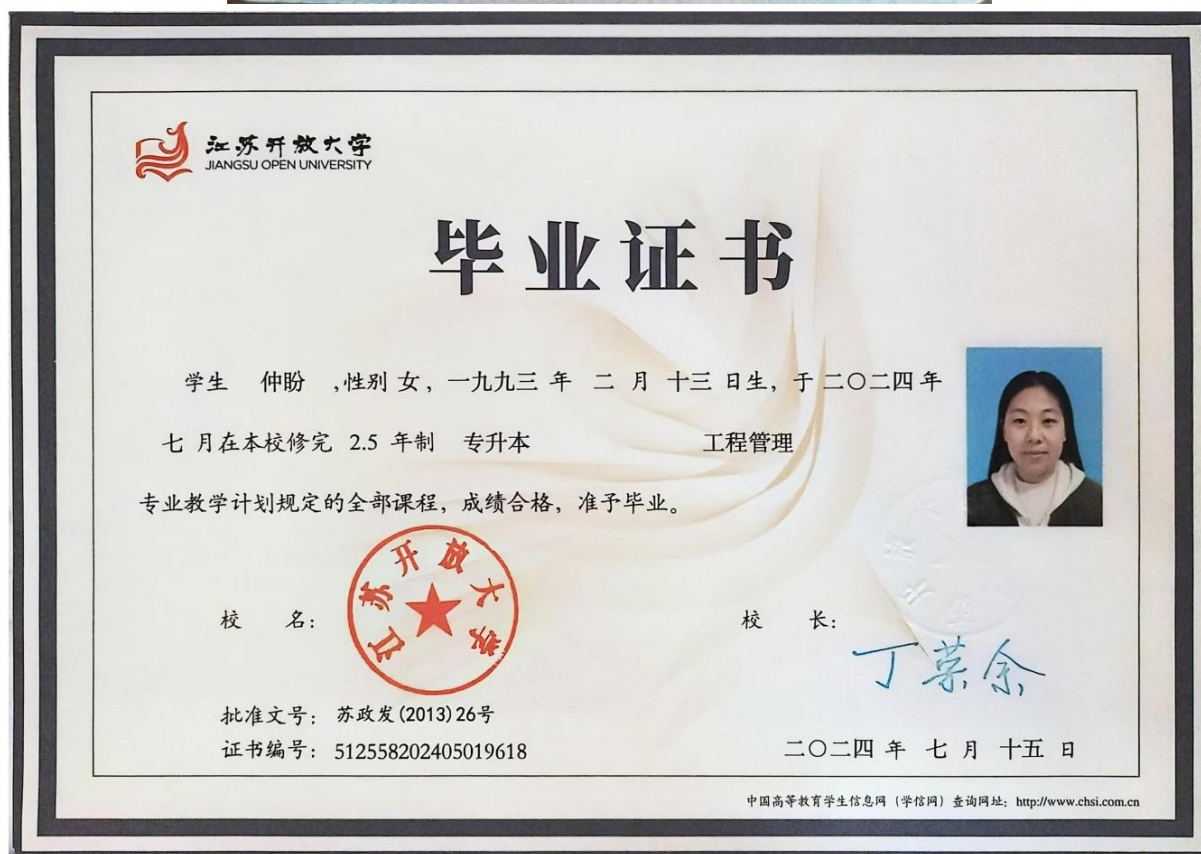 江苏开放大学
JIANGSU OPEN UNIVERSITY
毕业证书
学生 仲盼 ,性别 女，一九九三 年 二 月 十三 日生，于 二〇二四 年
七 月在本校修完 2.5 年制 专升本 工程管理
专业教学计划规定的全部课程，成绩合格，准予毕业。
校 名：
江苏开放大学
校 长：
丁荣余
批准文号：苏政发(2013)26号
证书编号：512558202405019618
二〇二四 年 七 月 十五 日
中国高等教育学生信息网（学信网）查询网址：http://www.chsi.com.cn